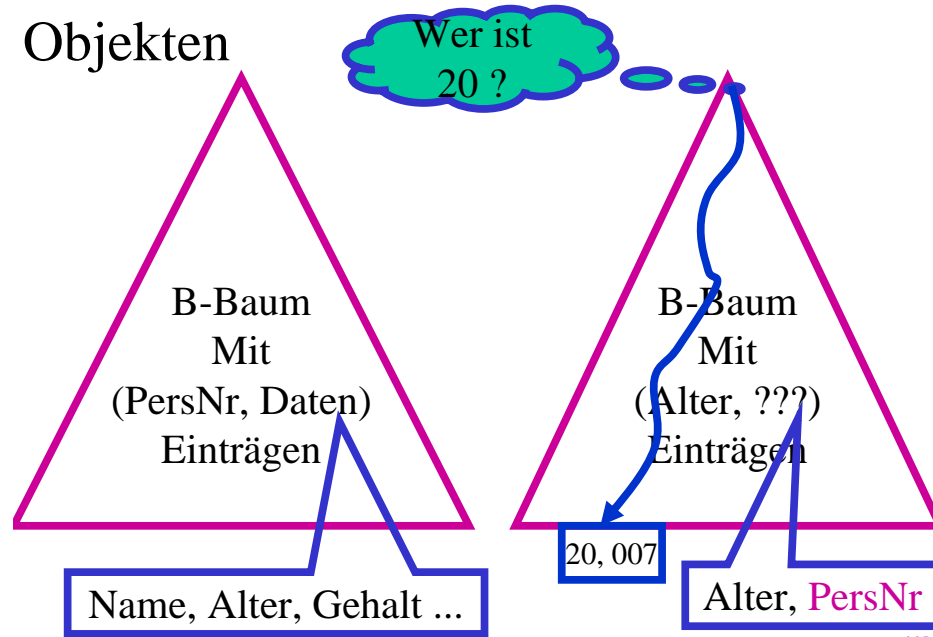 Objekten
Wer ist
20 ?
B-Baum
Mit
(PersNr, Daten)
Einträgen
B-Baum
Mit
(Alter, ???)
Einträgen
20, 007
Name, Alter, Gehalt ...
Alter, PersNr